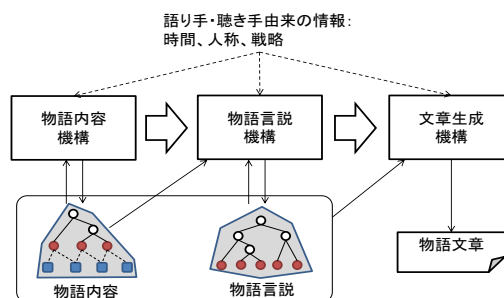 語り手・聴き手由来の情報：
時間、人称、戦略
物語内容
機構
物語言説
機構
文章生成
機構
物語内容
物語言説
物語文章